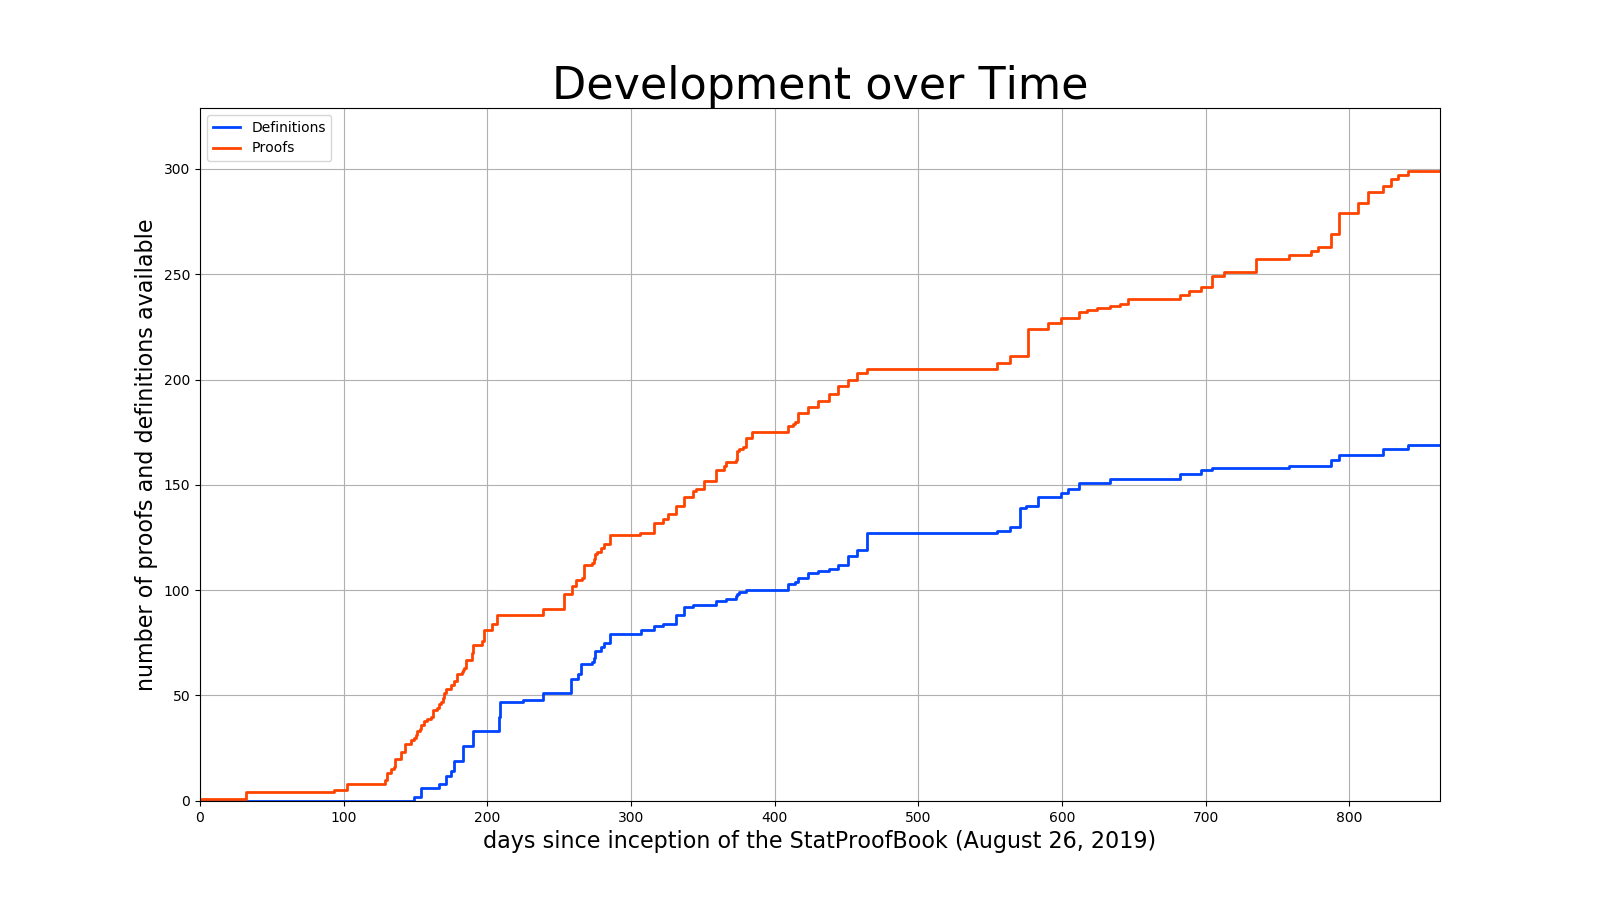 Development over Time
Definitions
Proofs
number of proofs and definitions available
300
250
200
150
100
50
0
0 100 200 300 400 500 600 700 800
days since inception of the StatProofBook (August 26, 2019)